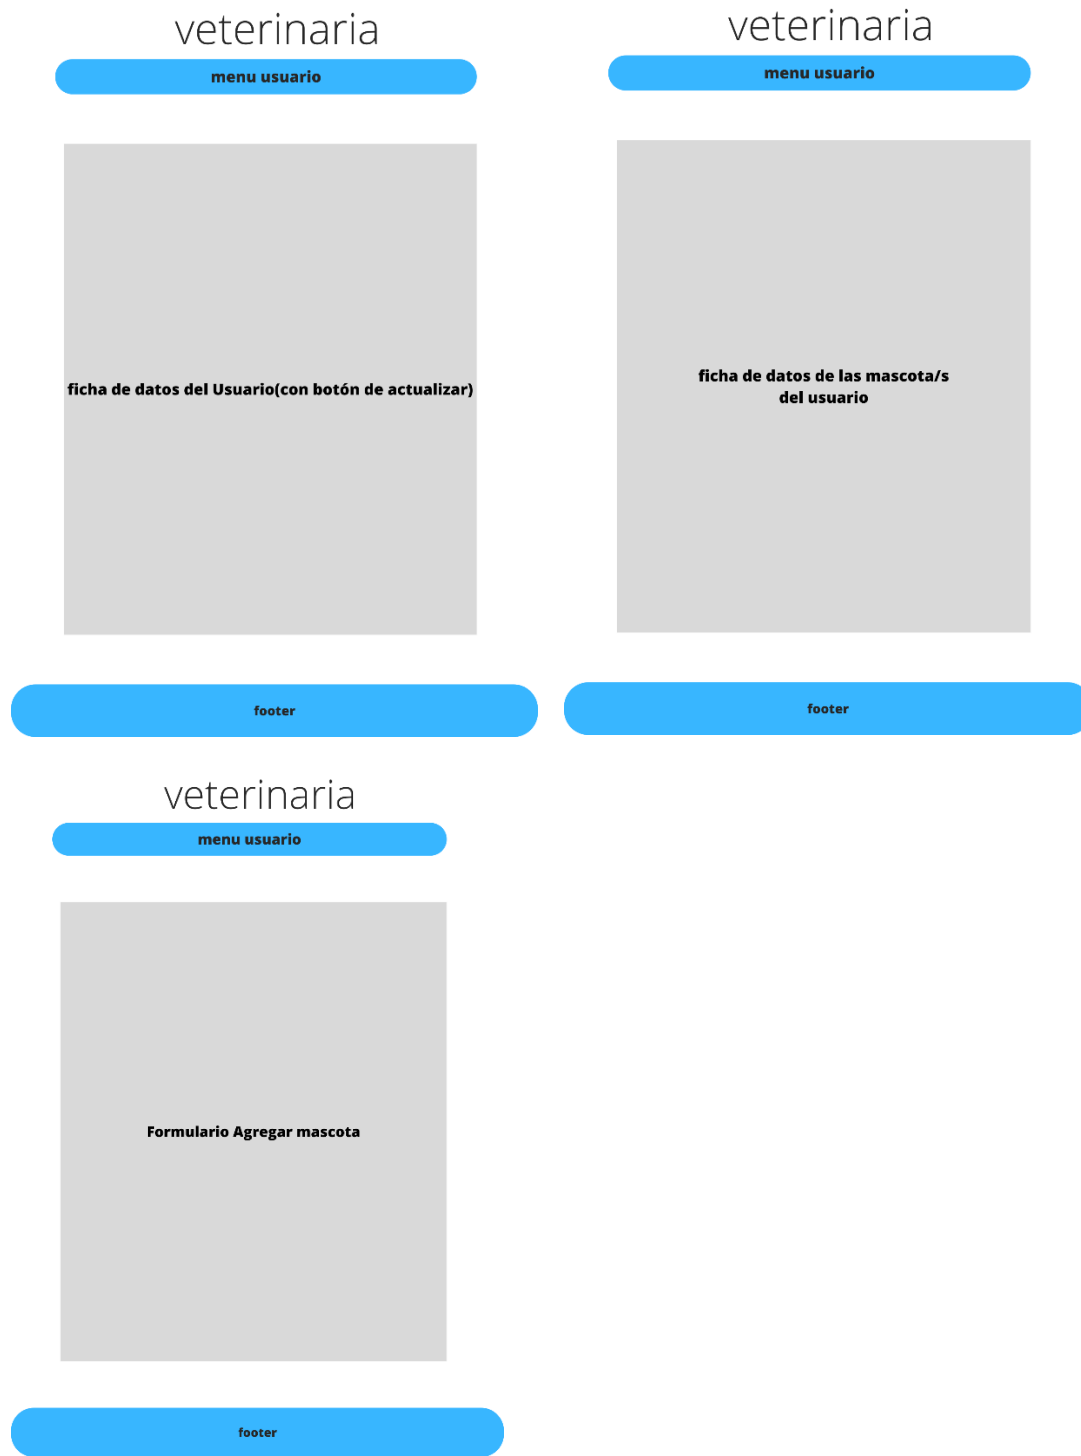 veterinaria
menu usuario
ficha de datos del Usuario(con botón de actualizar)
footer
veterinaria
menu usuario
ficha de datos de las mascota/s
del usuario
footer
veterinaria
menu usuario
Formulario Agregar mascota
footer